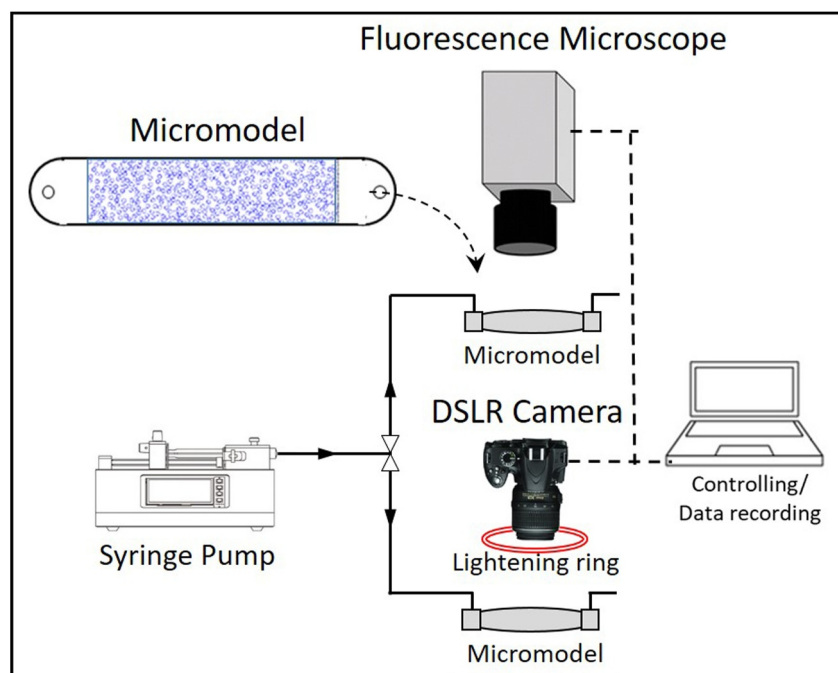 Fluorescence Microscope
Micromodel
Micromodel
DSLR Camera
Controlling/
Data recording
Syringe Pump
Lightening ring
Micromodel